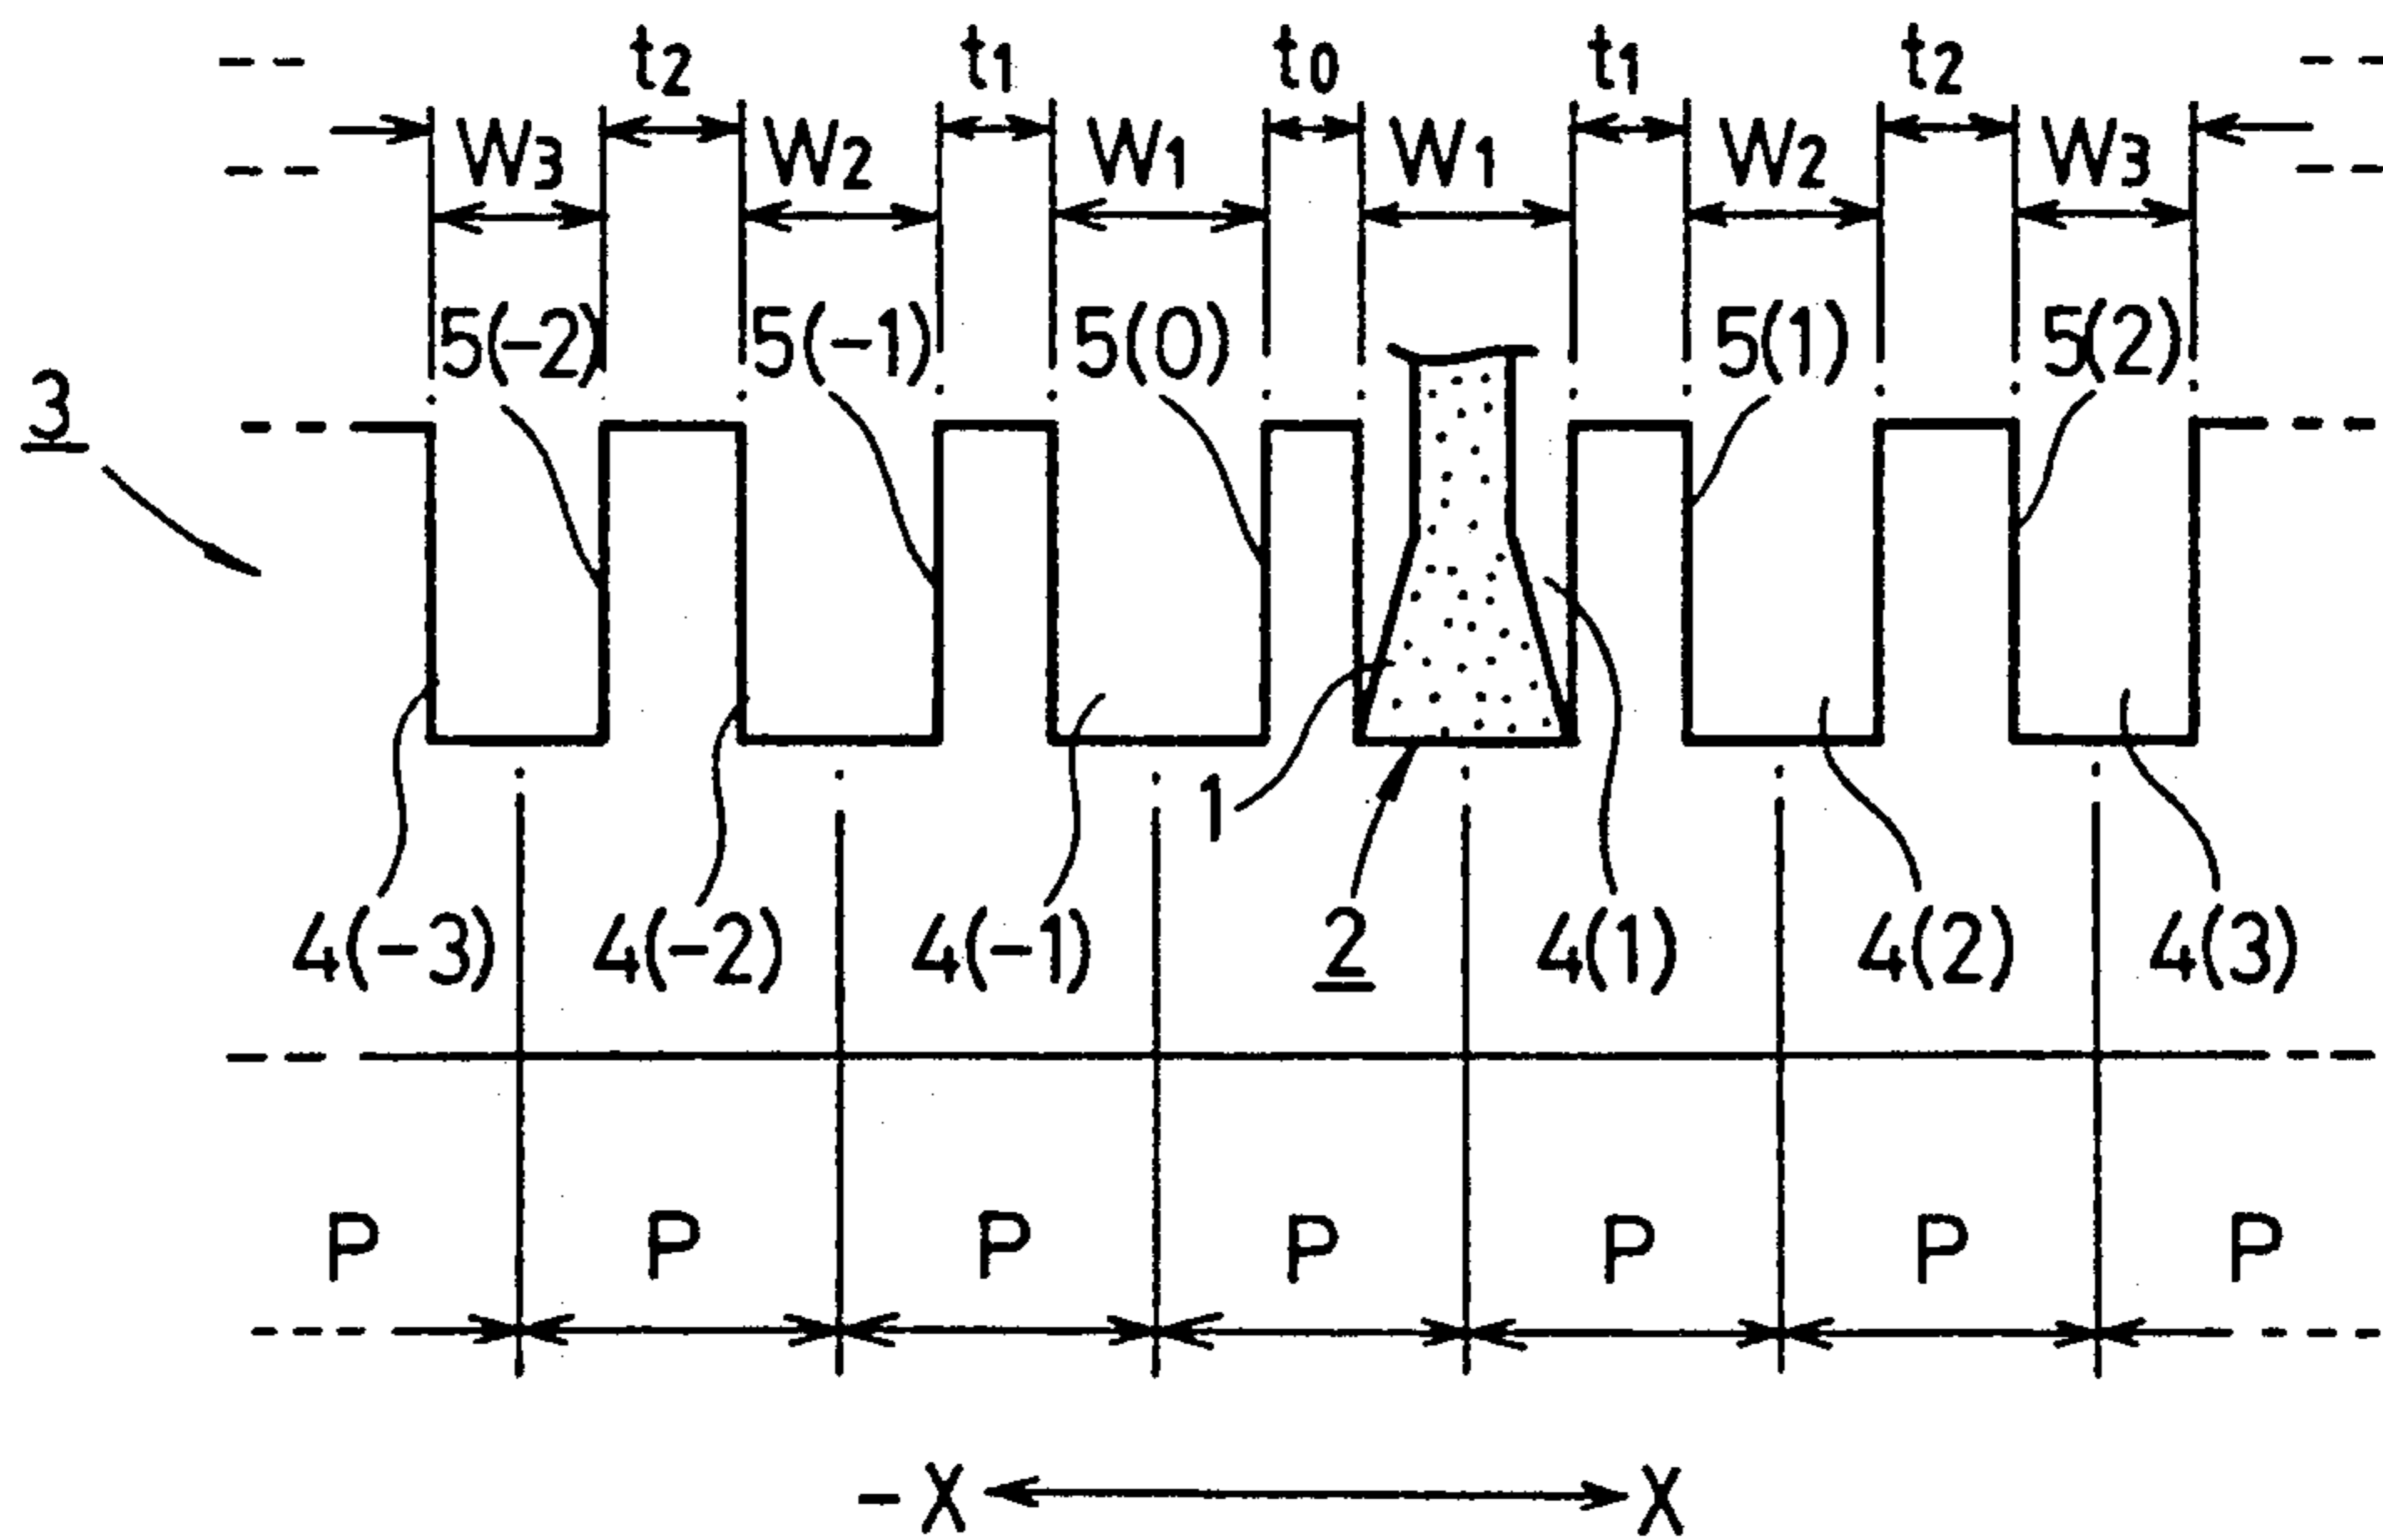 t2 t1 t0 t1 t2
W3 W2 W1 W1 W2 W3
5(-2) 5(-1) 5(0) 5(1) 5(2)
3
1
4(-3) 4(-2) 4(-1) 2 4(1) 4(2) 4(3)
P P P P P P P
-X X